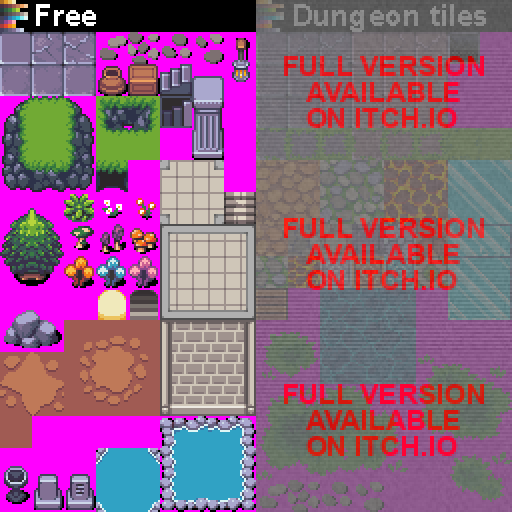 Free
Dungeon tiles
FULL VERSION
AVAILABLE
ON ITCH.IO
FULL VERSION
AVAILABLE
ON ITCH.IO
FULL VERSION
AVAILABLE
ON ITCH.IO